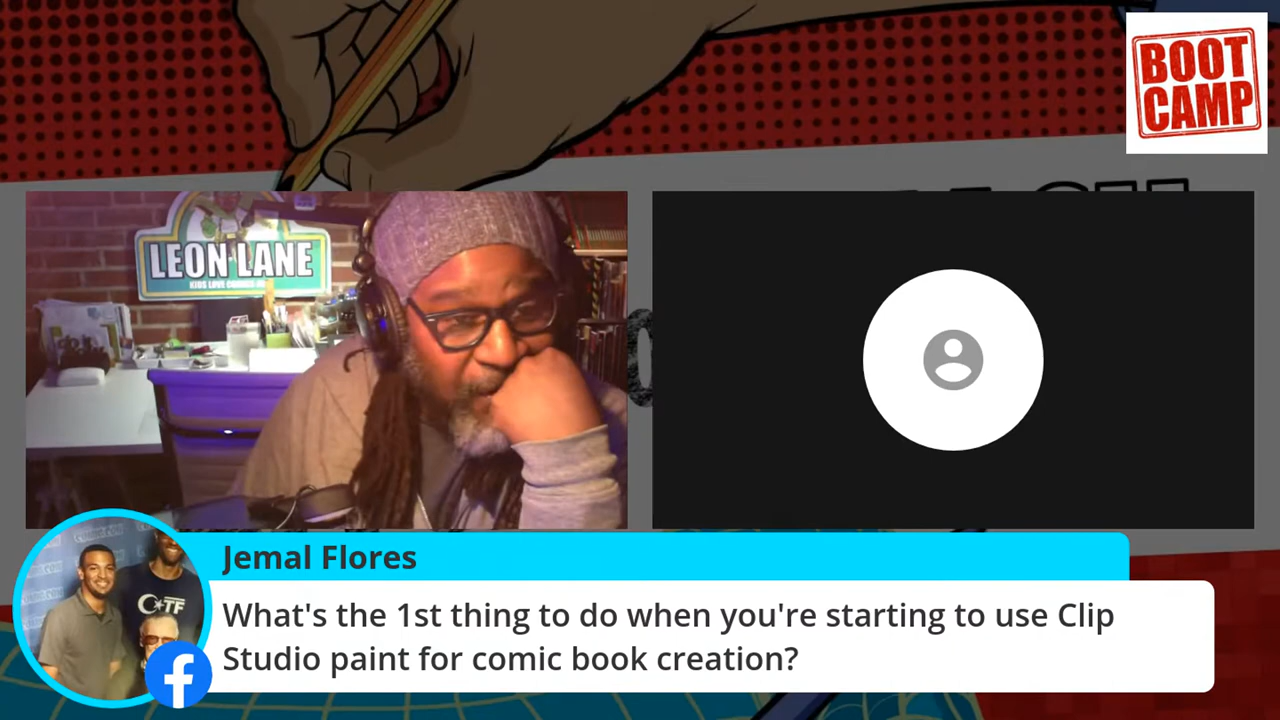 BOOT
CAMP
LEON LANE
KIDS LOVE COMICS
Jemal Flores
What's the 1st thing to do when you're starting to use Clip
Studio paint for comic book creation?